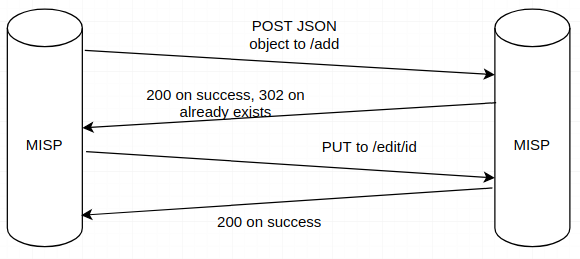 POST JSON
object to /add
200 on success, 302 on
already exists
MISP
MISP
PUT to /edit/id
200 on success